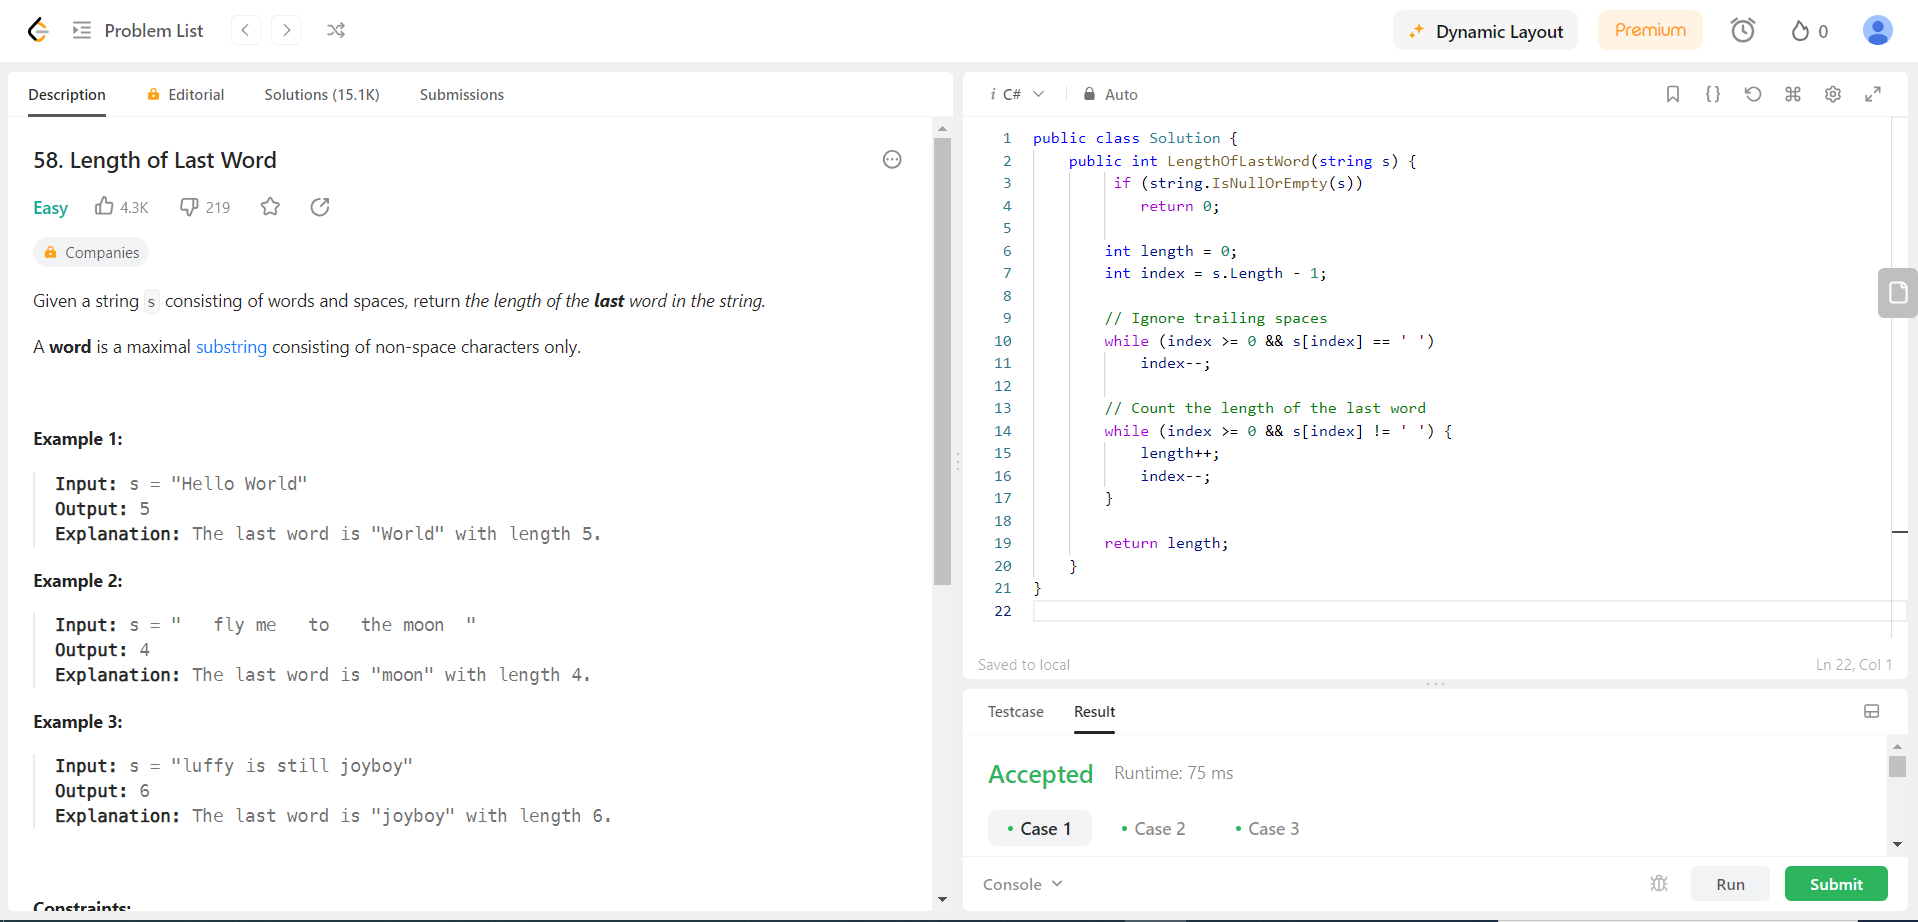 Problem List
Dynamic Layout
Premium
0
Description
Editorial
Solutions (15.1K)
Submissions
58. Length of Last Word
Easy
4.3K
219
Companies
Given a string s consisting of words and spaces, return the length of the last word in the string.
A word is a maximal substring consisting of non-space characters only.
Example 1:
Input: s = "Hello World"
Output: 5
Explanation: The last word is "World" with length 5.
Example 2:
Input: s = "   fly me   to   the moon  "
Output: 4
Explanation: The last word is "moon" with length 4.
Example 3:
Input: s = "luffy is still joyboy"
Output: 6
Explanation: The last word is "joyboy" with length 6.
Constraints:
i C#
Auto
1 public class Solution {
2     public int LengthOfLastWord(string s) {
3          if (string.IsNullOrEmpty(s))
4             return 0;
5
6         int length = 0;
7         int index = s.Length - 1;
8
9         // Ignore trailing spaces
10         while (index >= 0 && s[index] == ' ')
11             index--;
12
13         // Count the length of the last word
14         while (index >= 0 && s[index] != ' ') {
15             length++;
16             index--;
17         }
18
19         return length;
20     }
21 }
22
Saved to local
Ln 22, Col 1
Testcase
Result
Accepted
Runtime: 75 ms
• Case 1
• Case 2
• Case 3
Console
Run
Submit